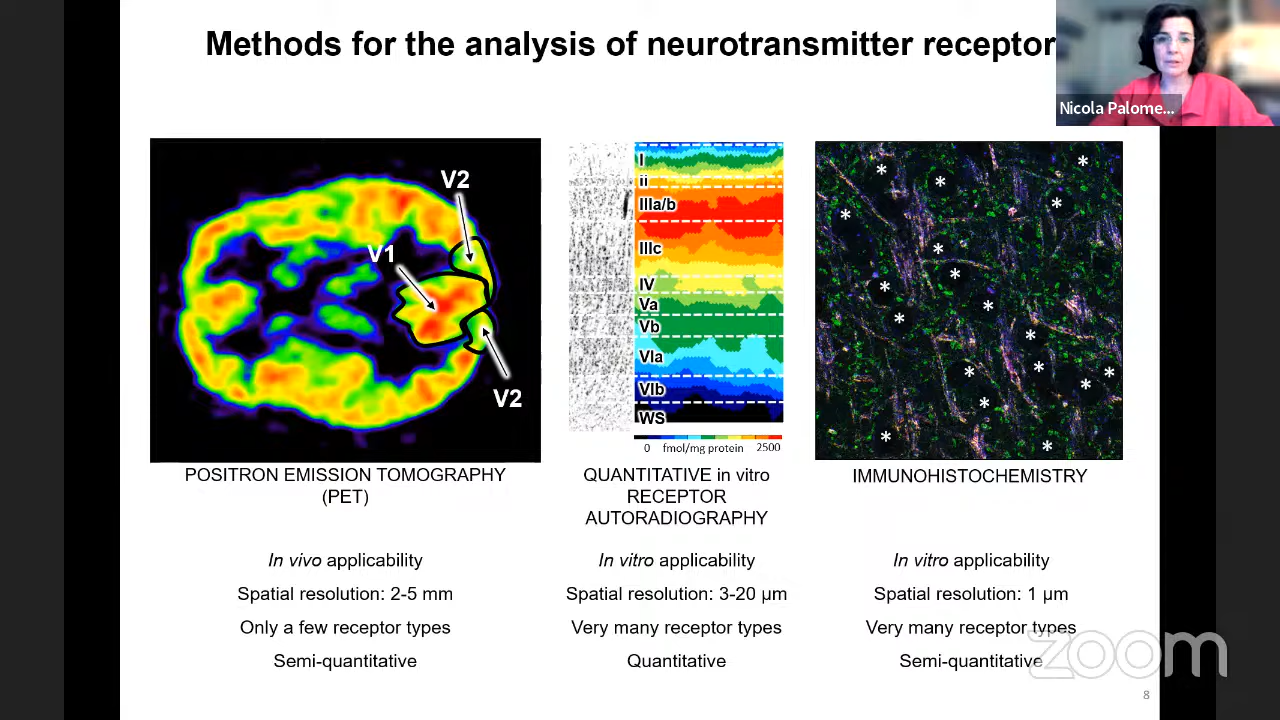 Methods for the analysis of neurotransmitter receptor
Nicola Palome...
V2
V1
V2
I
ii
IIIa/b
IIIc
IV
Va
Vb
VIa
VIb
WS
0 fmol/mg protein 2500
* * * * * * * * * * * * * * * * * * * *
POSITRON EMISSION TOMOGRAPHY
(PET)
In vivo applicability
Spatial resolution: 2-5 mm
Only a few receptor types
Semi-quantitative
QUANTITATIVE in vitro
RECEPTOR
AUTORADIOGRAPHY
In vitro applicability
Spatial resolution: 3-20 µm
Very many receptor types
Quantitative
IMMUNOHISTOCHEMISTRY
In vitro applicability
Spatial resolution: 1 µm
Very many receptor types
Semi-quantitative
zoom
8